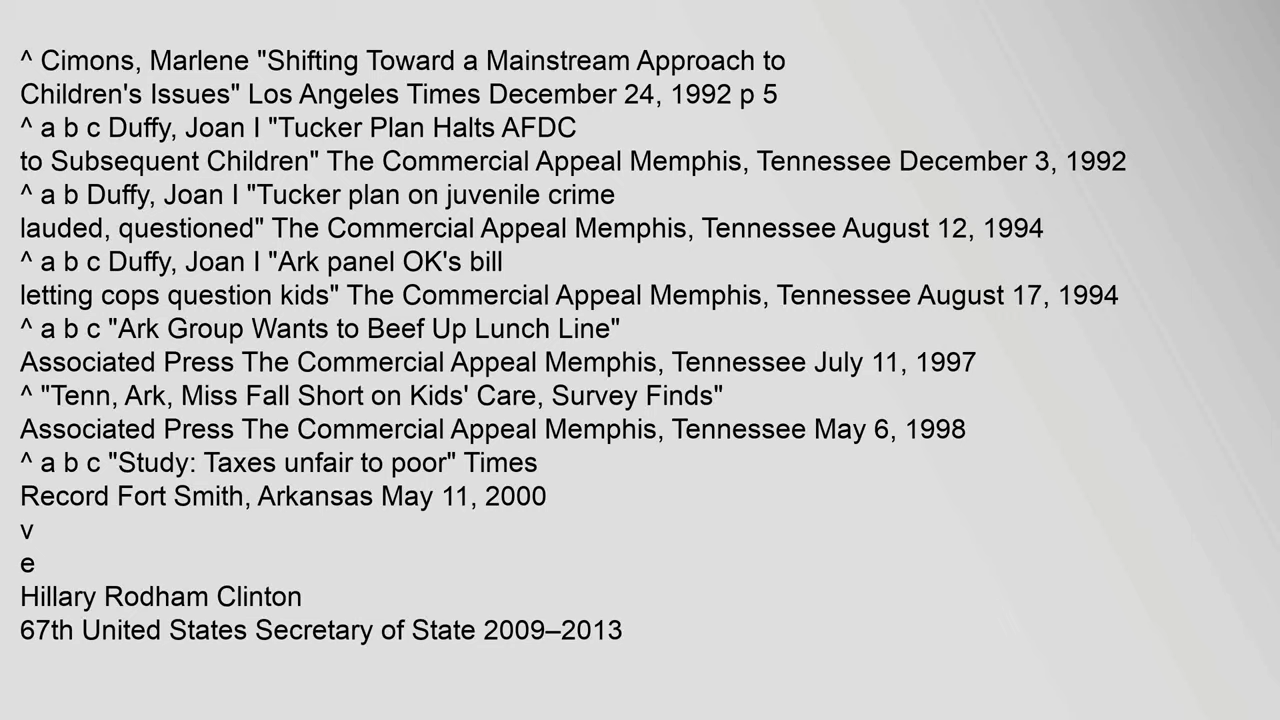 ^ Cimons, Marlene "Shifting Toward a Mainstream Approach to
Children's Issues" Los Angeles Times December 24, 1992 p 5
^ a b c Duffy, Joan I "Tucker Plan Halts AFDC
to Subsequent Children" The Commercial Appeal Memphis, Tennessee December 3, 1992
^ a b Duffy, Joan I "Tucker plan on juvenile crime
lauded, questioned" The Commercial Appeal Memphis, Tennessee August 12, 1994
^ a b c Duffy, Joan I "Ark panel OK's bill
letting cops question kids" The Commercial Appeal Memphis, Tennessee August 17, 1994
^ a b c "Ark Group Wants to Beef Up Lunch Line"
Associated Press The Commercial Appeal Memphis, Tennessee July 11, 1997
^ "Tenn, Ark, Miss Fall Short on Kids' Care, Survey Finds"
Associated Press The Commercial Appeal Memphis, Tennessee May 6, 1998
^ a b c "Study: Taxes unfair to poor" Times
Record Fort Smith, Arkansas May 11, 2000
v
e
Hillary Rodham Clinton
67th United States Secretary of State 2009–2013